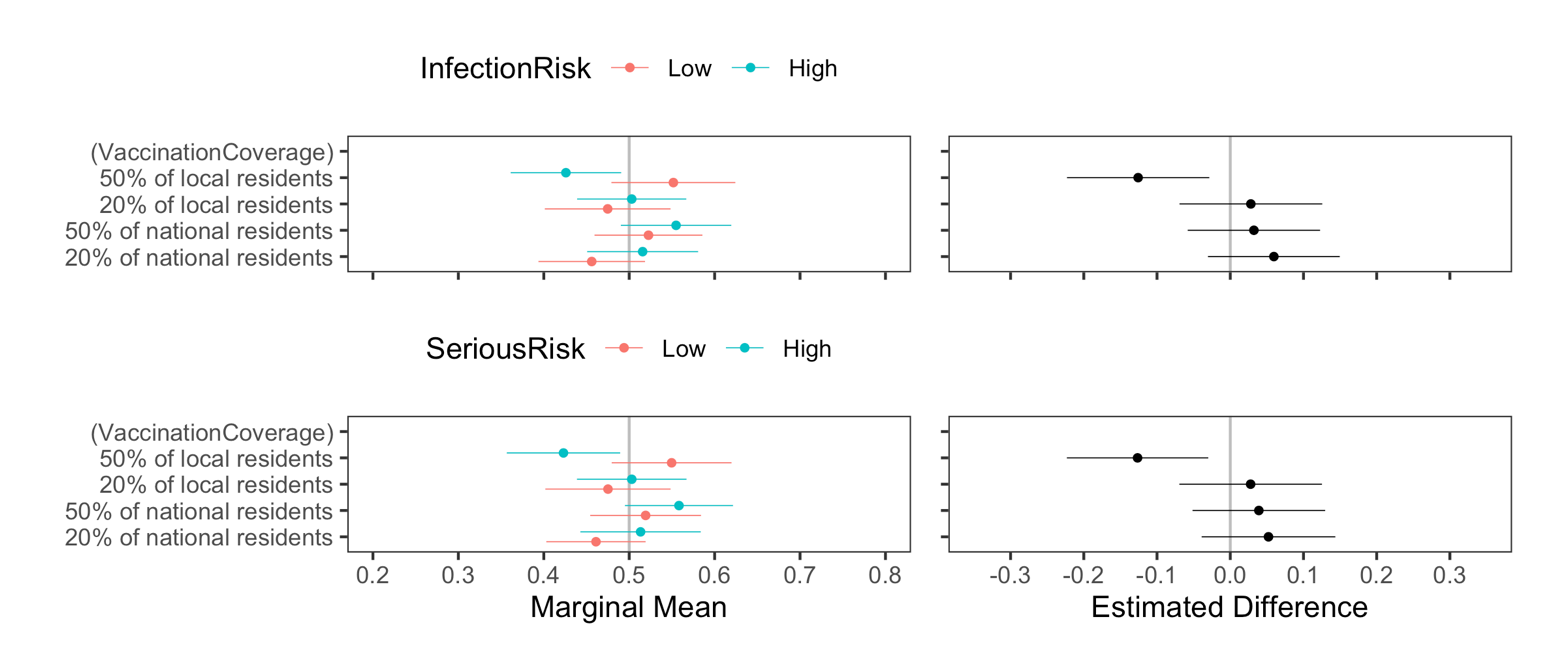 InfectionRisk Low High
(VaccinationCoverage)
50% of local residents
20% of local residents
50% of national residents
20% of national residents
SeriousRisk Low High
(VaccinationCoverage)
50% of local residents
20% of local residents
50% of national residents
20% of national residents
0.2 0.3 0.4 0.5 0.6 0.7 0.8
-0.3 -0.2 -0.1 0.0 0.1 0.2 0.3
Marginal Mean
Estimated Difference